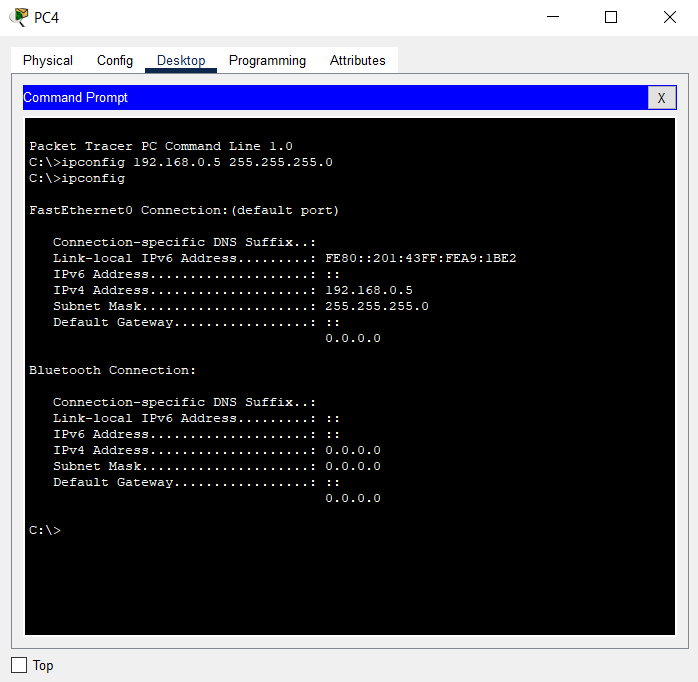 PC4
Physical Config Desktop Programming Attributes
Command Prompt X
Packet Tracer PC Command Line 1.0
C:\>ipconfig 192.168.0.5 255.255.255.0
C:\>ipconfig
FastEthernet0 Connection:(default port)
Connection-specific DNS Suffix..:
Link-local IPv6 Address.........: FE80::201:43FF:FEA9:1BE2
IPv6 Address....................: ::
IPv4 Address....................: 192.168.0.5
Subnet Mask.....................: 255.255.255.0
Default Gateway.................: ::
0.0.0.0
Bluetooth Connection:
Connection-specific DNS Suffix..:
Link-local IPv6 Address.........: ::
IPv6 Address....................: ::
IPv4 Address....................: 0.0.0.0
Subnet Mask.....................: 0.0.0.0
Default Gateway.................: ::
0.0.0.0
C:\>
Top